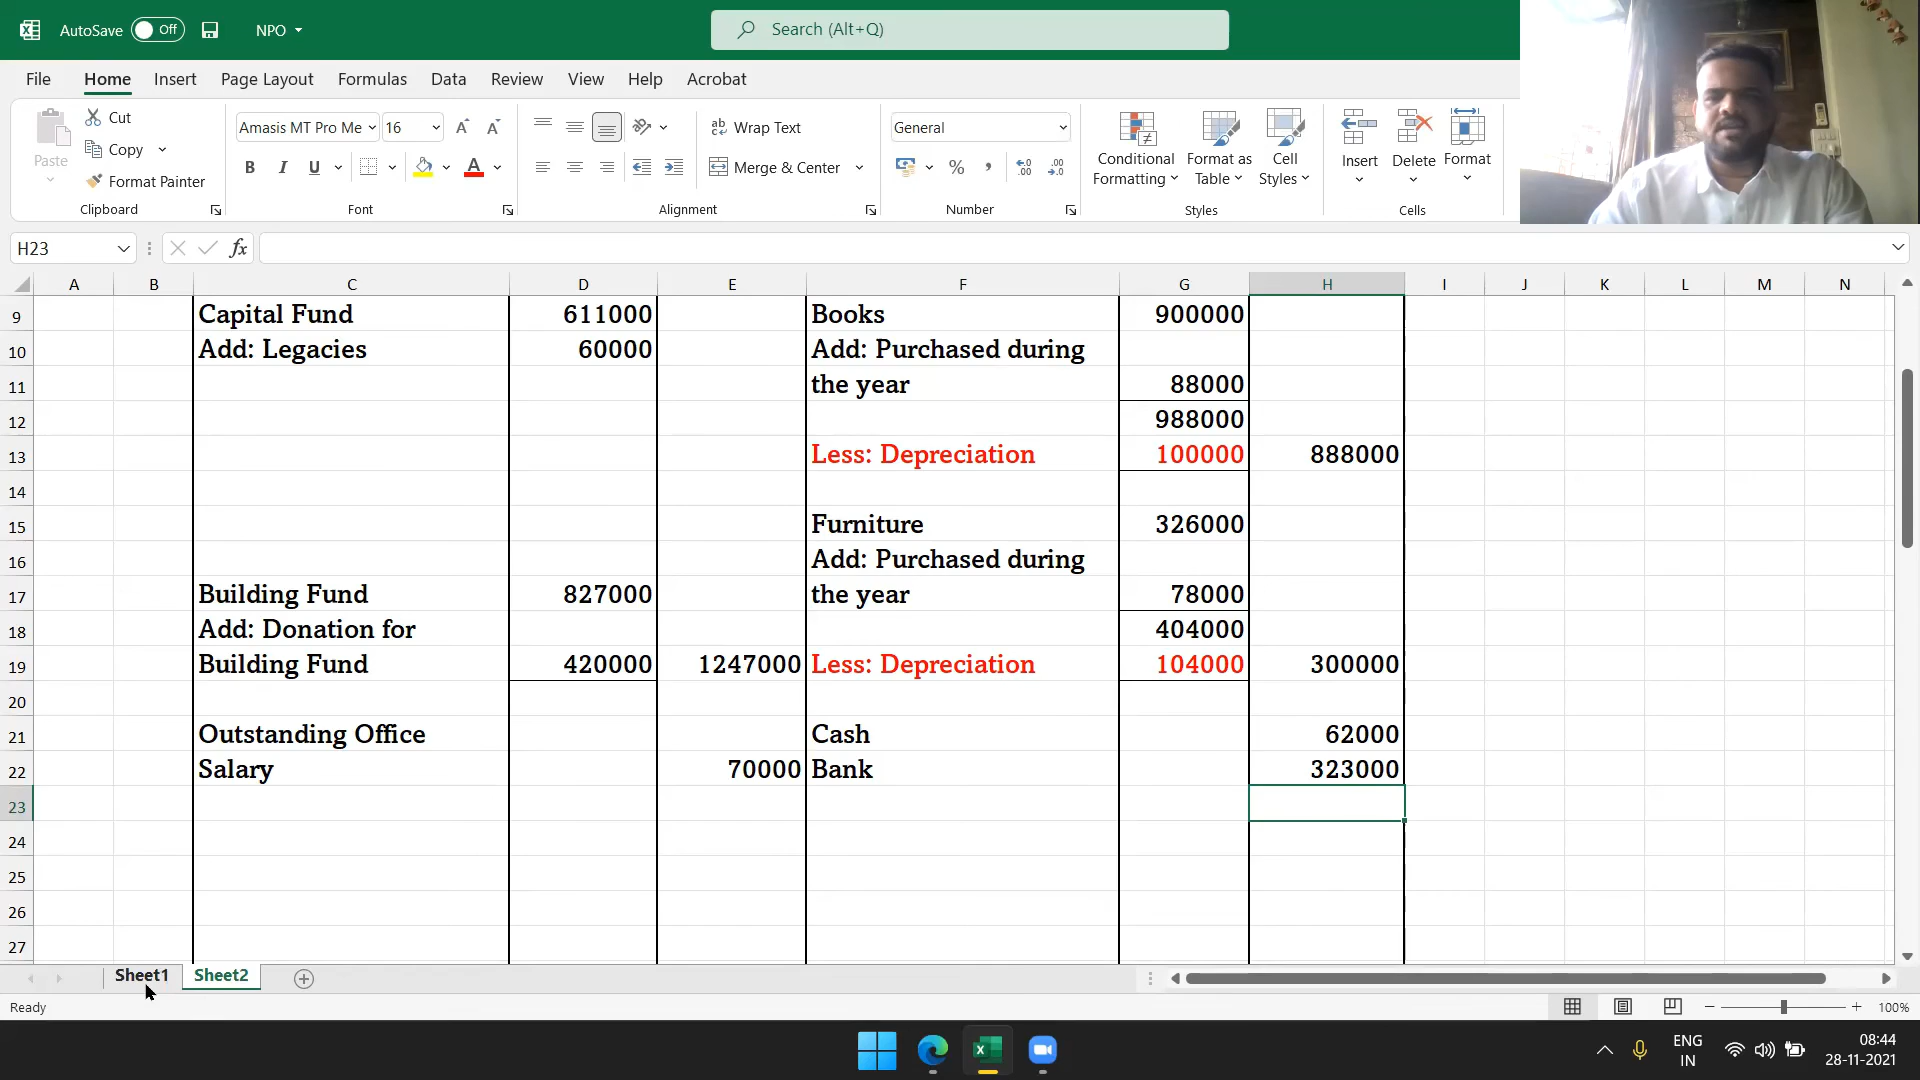 AutoSave Off NPO Search (Alt+Q)
File Home Insert Page Layout Formulas Data Review View Help Acrobat
Paste Cut Copy Format Painter Clipboard
Amasis MT Pro Me 16 B I U A Font
Wrap Text Merge & Center Alignment
General % , Number
Conditional Formatting Format as Table Cell Styles Styles
Insert Delete Format Cells
H23 fx
A B C D E F G H I J K L M N
9 Capital Fund 611000 Books 900000
10 Add: Legacies 60000 Add: Purchased during
11 the year 88000
12 988000
13 Less: Depreciation 100000 888000
14
15 Furniture 326000
16 Add: Purchased during
17 Building Fund 827000 the year 78000
18 Add: Donation for 404000
19 Building Fund 420000 1247000 Less: Depreciation 104000 300000
20
21 Outstanding Office Cash 62000
22 Salary 70000 Bank 323000
23
24
25
26
27
Sheet1 Sheet2
Ready 100%
ENG 08:44
IN 28-11-2021